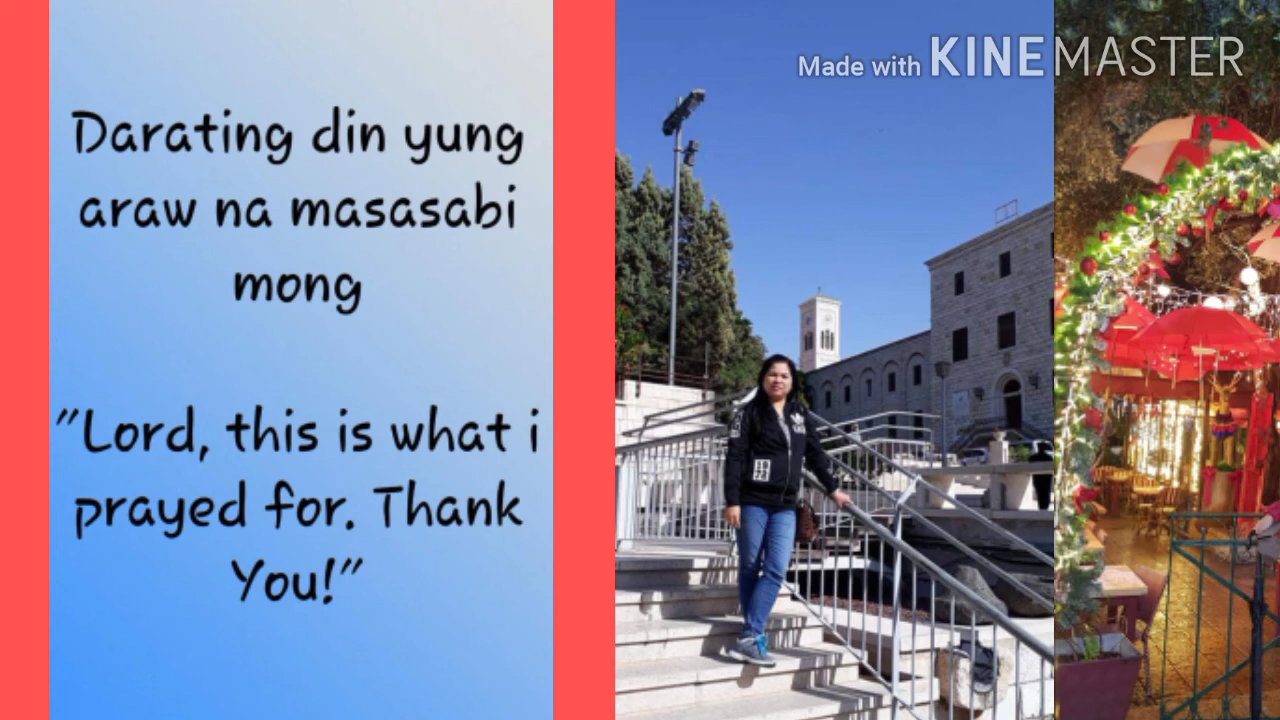 Darating din yung
araw na masasabi
mong
"Lord, this is what i
prayed for. Thank
You!"
Made with KINEMASTER